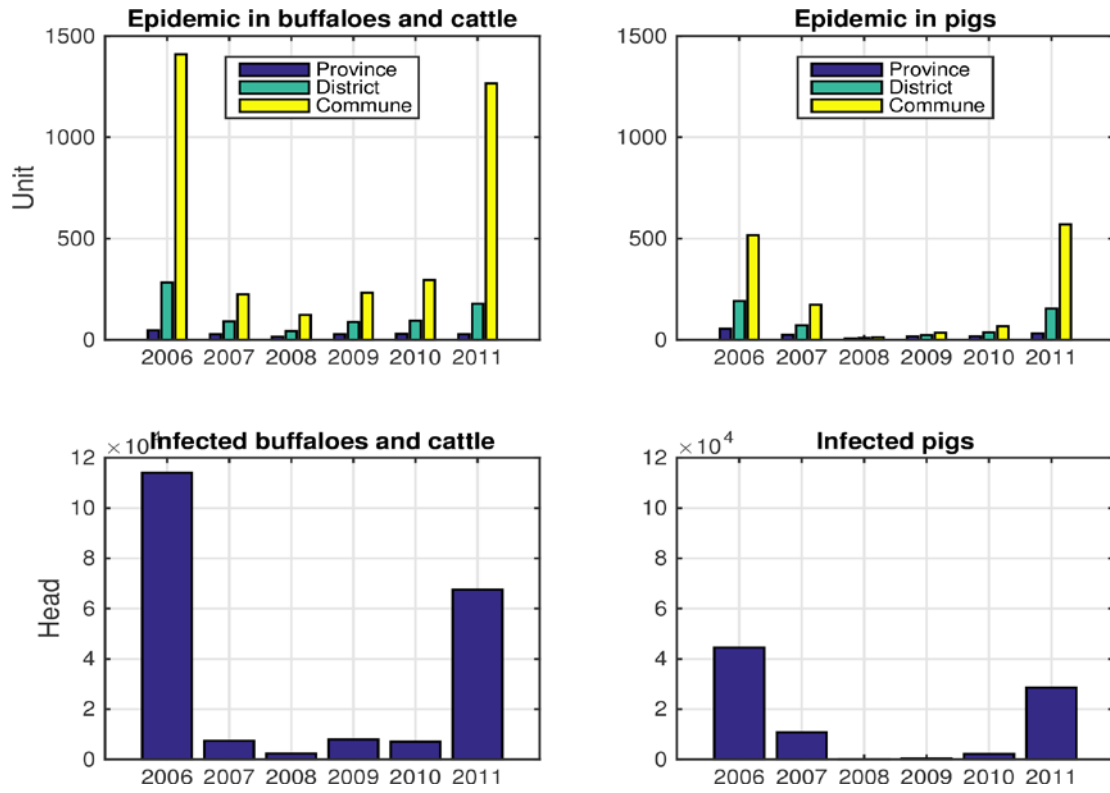 Epidemic in buffaloes and cattle
1500
1000
500
0
Unit
Province
District
Commune
2006 2007 2008 2009 2010 2011
Epidemic in pigs
1500
1000
500
0
Province
District
Commune
2006 2007 2008 2009 2010 2011
Infected buffaloes and cattle
×10⁴
12
10
8
6
4
2
0
Head
2006 2007 2008 2009 2010 2011
Infected pigs
×10⁴
12
10
8
6
4
2
0
2006 2007 2008 2009 2010 2011